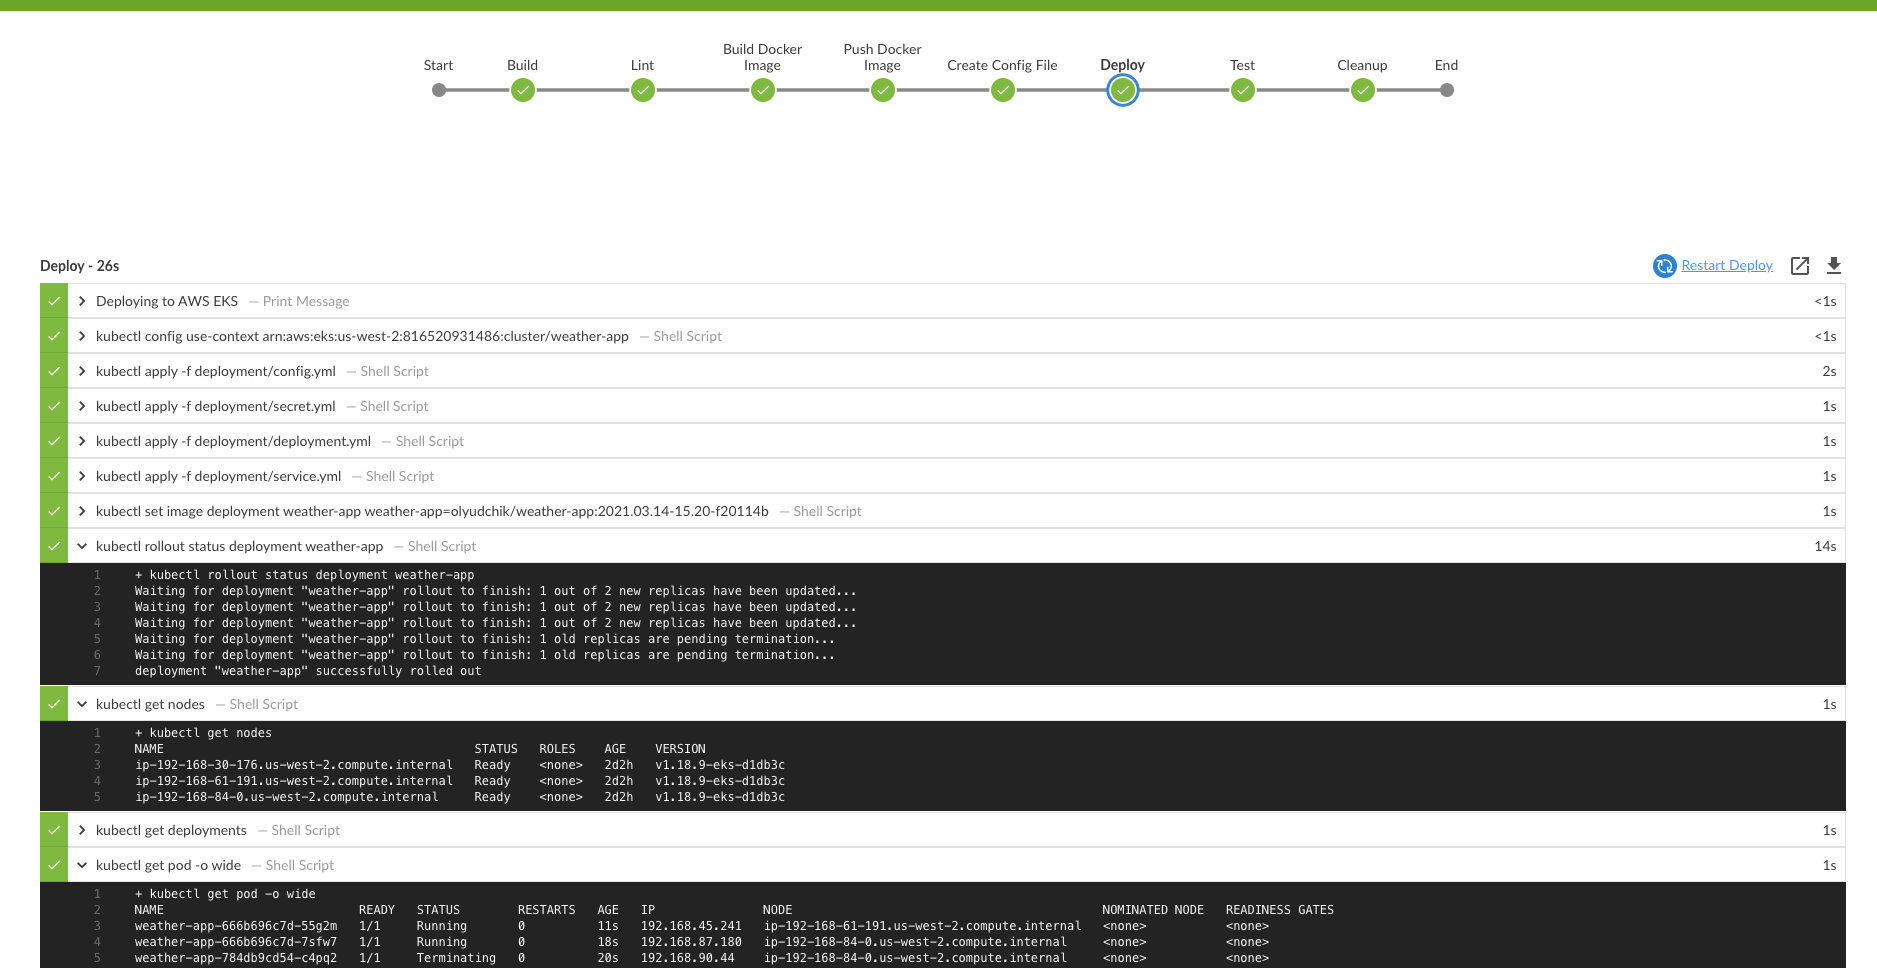 Start
Build
Lint
Build Docker
Image
Push Docker
Image
Create Config File
Deploy
Test
Cleanup
End
Deploy - 26s
Restart Deploy
Deploying to AWS EKS — Print Message <1s
kubectl config use-context arn:aws:eks:us-west-2:816520931486:cluster/weather-app — Shell Script <1s
kubectl apply -f deployment/config.yml — Shell Script 2s
kubectl apply -f deployment/secret.yml — Shell Script 1s
kubectl apply -f deployment/deployment.yml — Shell Script 1s
kubectl apply -f deployment/service.yml — Shell Script 1s
kubectl set image deployment weather-app weather-app=olyudchik/weather-app:2021.03.14-15.20-f20114b — Shell Script 1s
kubectl rollout status deployment weather-app — Shell Script 14s
1 + kubectl rollout status deployment weather-app
2 Waiting for deployment "weather-app" rollout to finish: 1 out of 2 new replicas have been updated...
3 Waiting for deployment "weather-app" rollout to finish: 1 out of 2 new replicas have been updated...
4 Waiting for deployment "weather-app" rollout to finish: 1 out of 2 new replicas have been updated...
5 Waiting for deployment "weather-app" rollout to finish: 1 old replicas are pending termination...
6 Waiting for deployment "weather-app" rollout to finish: 1 old replicas are pending termination...
7 deployment "weather-app" successfully rolled out
kubectl get nodes — Shell Script 1s
1 + kubectl get nodes
2 NAME STATUS ROLES AGE VERSION
3 ip-192-168-30-176.us-west-2.compute.internal Ready <none> 2d2h v1.18.9-eks-d1db3c
4 ip-192-168-61-191.us-west-2.compute.internal Ready <none> 2d2h v1.18.9-eks-d1db3c
5 ip-192-168-84-0.us-west-2.compute.internal Ready <none> 2d2h v1.18.9-eks-d1db3c
kubectl get deployments — Shell Script 1s
kubectl get pod -o wide — Shell Script 1s
1 + kubectl get pod -o wide
2 NAME READY STATUS RESTARTS AGE IP NODE NOMINATED NODE READINESS GATES
3 weather-app-666b696c7d-55g2m 1/1 Running 0 11s 192.168.45.241 ip-192-168-61-191.us-west-2.compute.internal <none> <none>
4 weather-app-666b696c7d-7sfw7 1/1 Running 0 18s 192.168.87.180 ip-192-168-84-0.us-west-2.compute.internal <none> <none>
5 weather-app-784db9cd54-c4pq2 1/1 Terminating 0 20s 192.168.90.44 ip-192-168-84-0.us-west-2.compute.internal <none> <none>